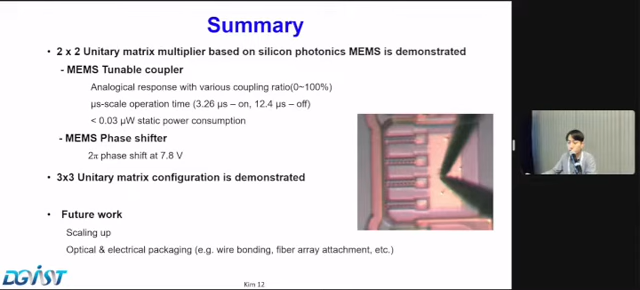 Summary
• 2 x 2 Unitary matrix multiplier based on silicon photonics MEMS is demonstrated
– MEMS Tunable coupler
Analogical response with various coupling ratio(0~100%)
μs-scale operation time (3.26 μs – on, 12.4 μs – off)
< 0.03 μW static power consumption
– MEMS Phase shifter
2π phase shift at 7.8 V
• 3x3 Unitary matrix configuration is demonstrated
• Future work
Scaling up
Optical & electrical packaging (e.g. wire bonding, fiber array attachment, etc.)
DGIST
Kim 12